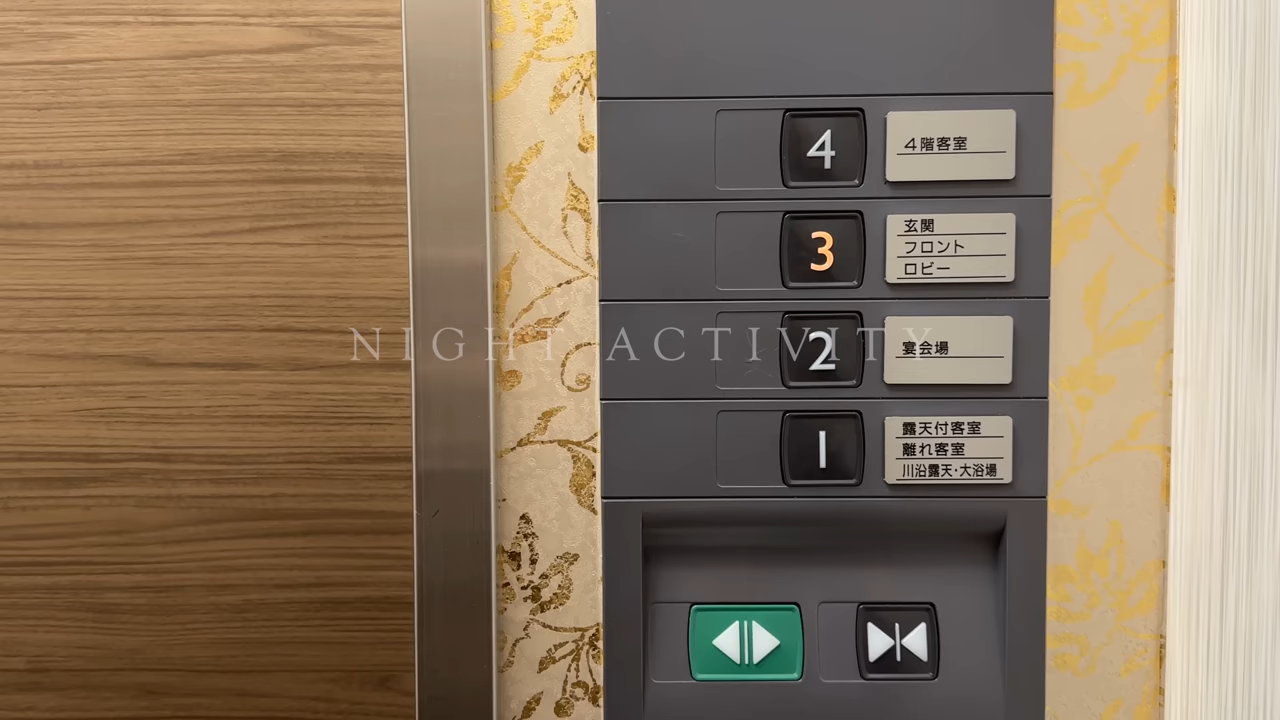 4
4階客室
3
玄関
フロント
ロビー
NIGHT ACTIVITY
2
宴会場
1
露天付客室
離れ客室
川沿露天・大浴場